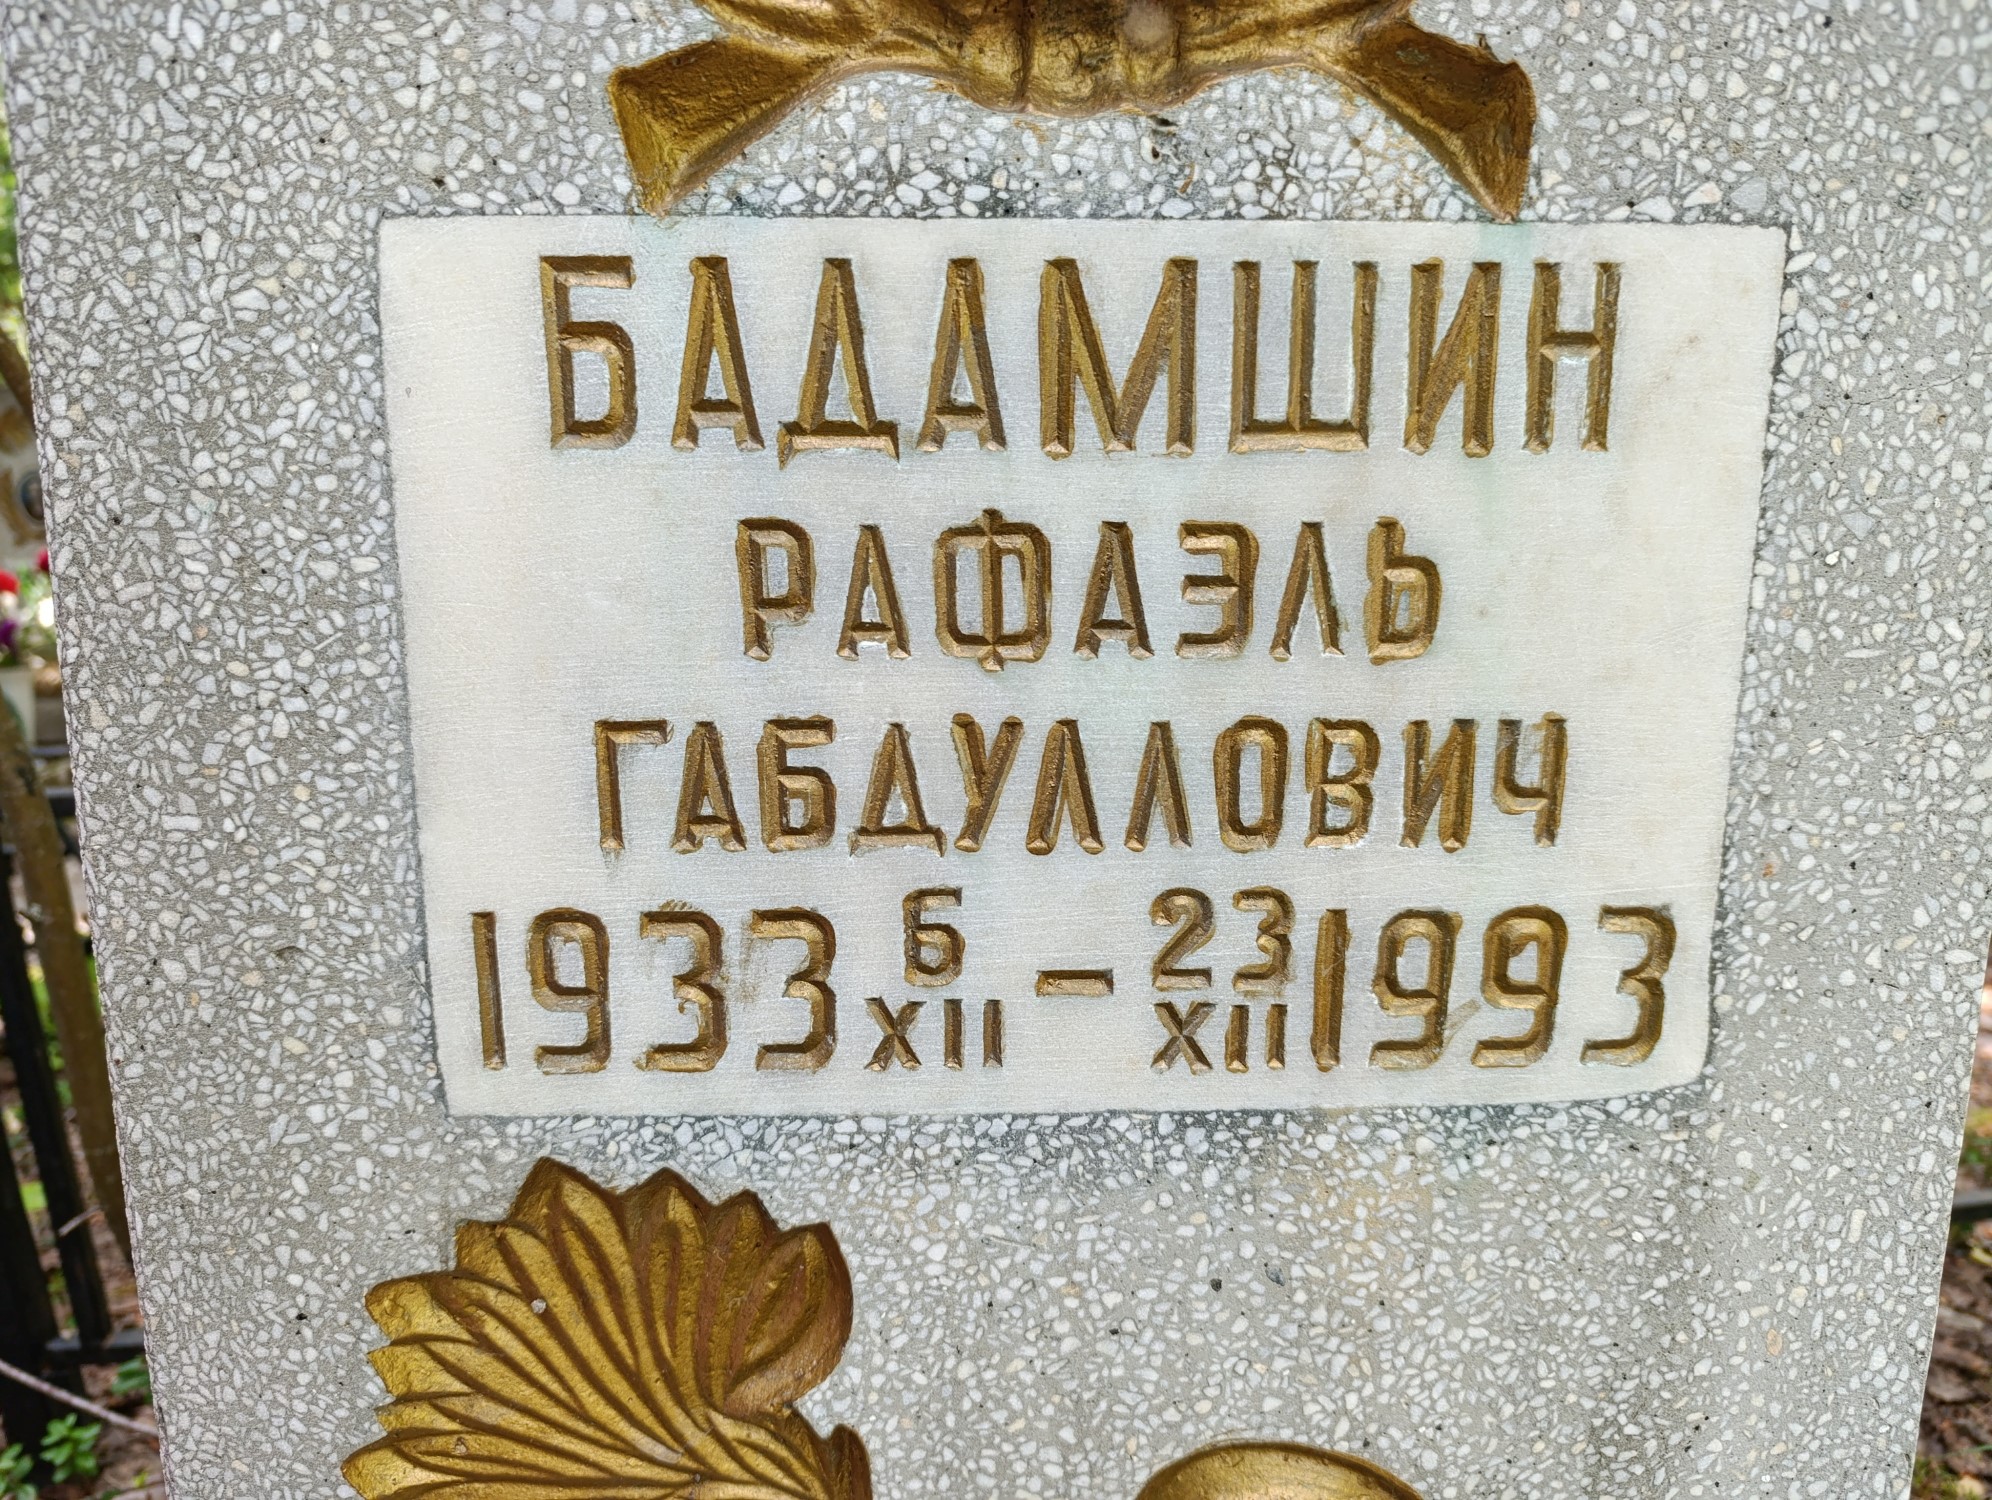 БАДАМШИН
РАФАЭЛЬ
ГАБДУЛЛОВИЧ
1933 6/XII - 23/XII 1993